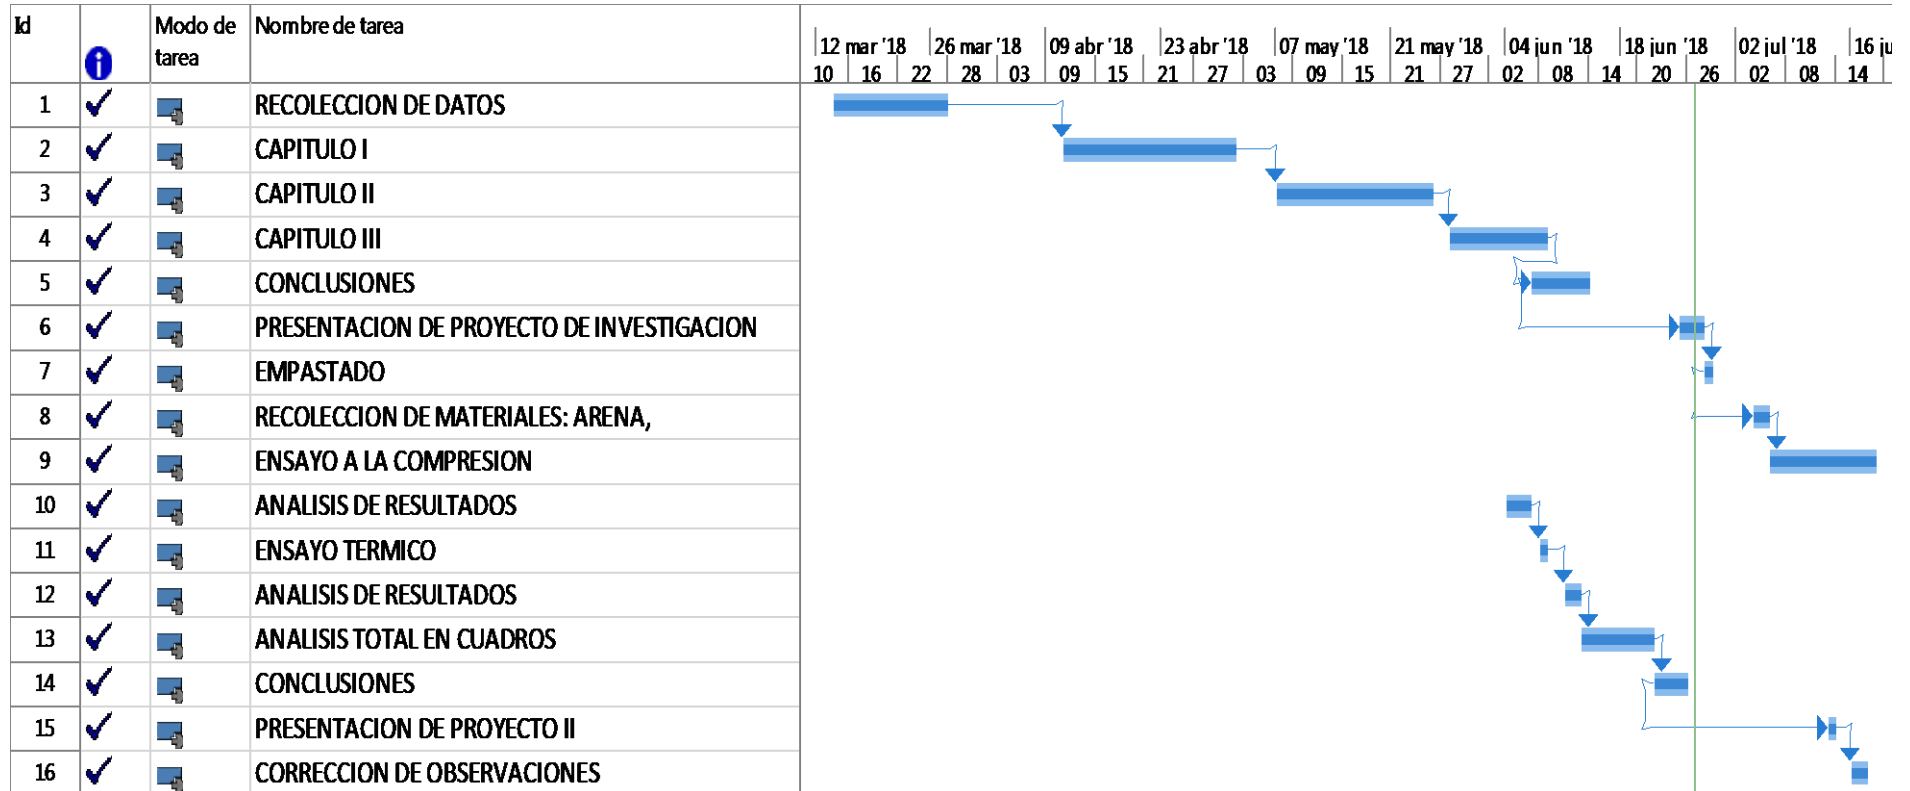 Id Modo de tarea Nombre de tarea
12 mar '18 26 mar '18 09 abr '18 23 abr '18 07 may '18 21 may '18 04 jun '18 18 jun '18 02 jul '18 16 ju
10 16 22 28 03 09 15 21 27 03 09 15 21 27 02 08 14 20 26 02 08 14
1 RECOLECCION DE DATOS
2 CAPITULO I
3 CAPITULO II
4 CAPITULO III
5 CONCLUSIONES
6 PRESENTACION DE PROYECTO DE INVESTIGACION
7 EMPASTADO
8 RECOLECCION DE MATERIALES: ARENA,
9 ENSAYO A LA COMPRESION
10 ANALISIS DE RESULTADOS
11 ENSAYO TERMICO
12 ANALISIS DE RESULTADOS
13 ANALISIS TOTAL EN CUADROS
14 CONCLUSIONES
15 PRESENTACION DE PROYECTO II
16 CORRECCION DE OBSERVACIONES